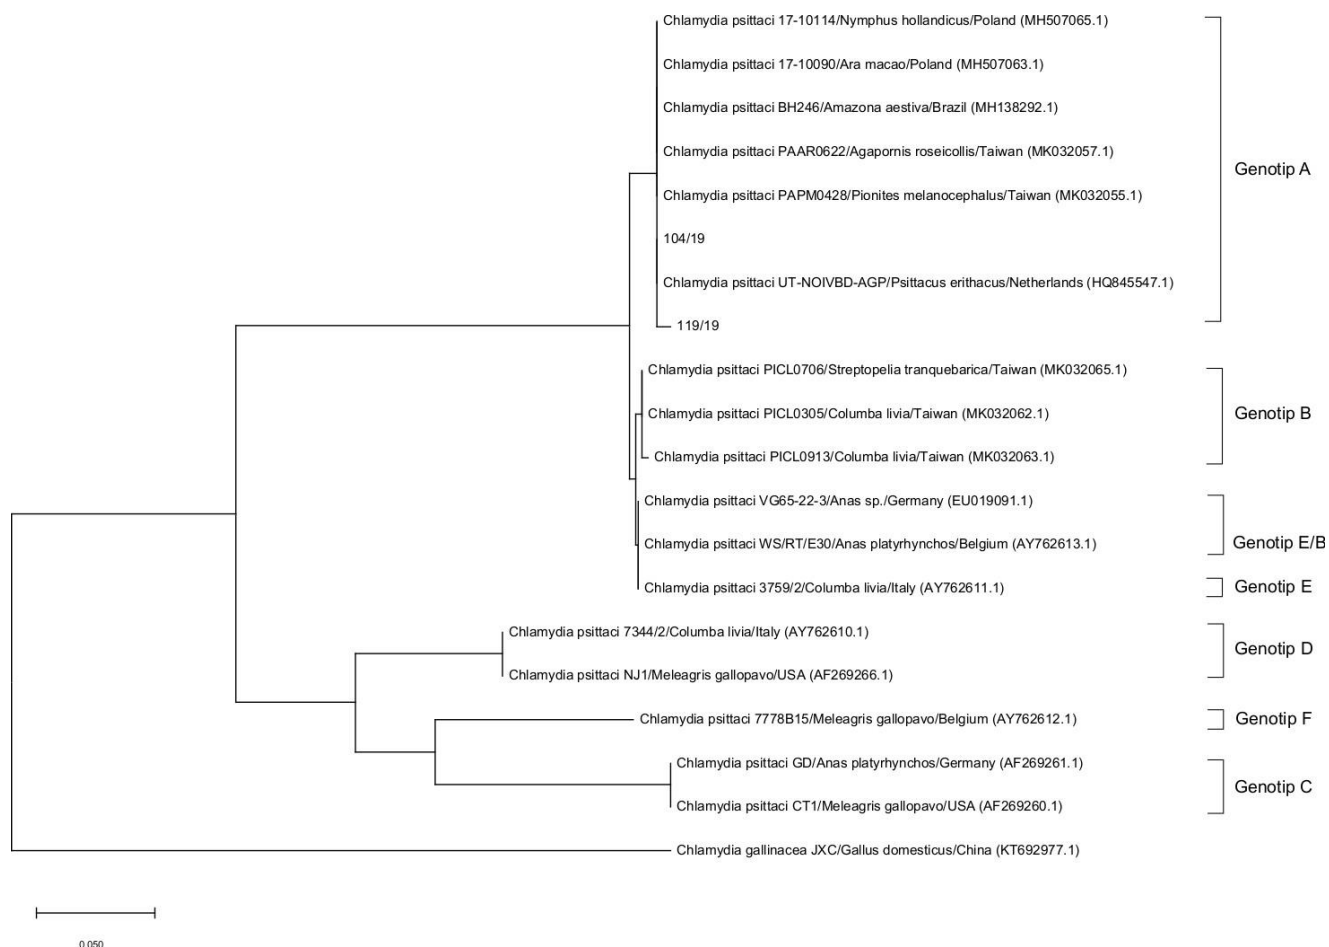 Chlamydia psittaci 17-10114/Nymphus hollandicus/Poland (MH507065.1)
Chlamydia psittaci 17-10090/Ara macao/Poland (MH507063.1)
Chlamydia psittaci BH246/Amazona aestiva/Brazil (MH138292.1)
Chlamydia psittaci PAAR0622/Agapornis roseicollis/Taiwan (MK032057.1)
Genotip A
Chlamydia psittaci PAPM0428/Pionites melanocephalus/Taiwan (MK032055.1)
104/19
Chlamydia psittaci UT-NOIVBD-AGP/Psittacus erithacus/Netherlands (HQ845547.1)
119/19
Chlamydia psittaci PICL0706/Streptopelia tranquebarica/Taiwan (MK032065.1)
Chlamydia psittaci PICL0305/Columba livia/Taiwan (MK032062.1)
Genotip B
Chlamydia psittaci PICL0913/Columba livia/Taiwan (MK032063.1)
Chlamydia psittaci VG65-22-3/Anas sp./Germany (EU019091.1)
Chlamydia psittaci WS/RT/E30/Anas platyrhynchos/Belgium (AY762613.1)
Genotip E/B
Chlamydia psittaci 3759/2/Columba livia/Italy (AY762611.1)
Genotip E
Chlamydia psittaci 7344/2/Columba livia/Italy (AY762610.1)
Genotip D
Chlamydia psittaci NJ1/Meleagris gallopavo/USA (AF269266.1)
Chlamydia psittaci 7778B15/Meleagris gallopavo/Belgium (AY762612.1)
Genotip F
Chlamydia psittaci GD/Anas platyrhynchos/Germany (AF269261.1)
Genotip C
Chlamydia psittaci CT1/Meleagris gallopavo/USA (AF269260.1)
Chlamydia gallinacea JXC/Gallus domesticus/China (KT692977.1)
0.050